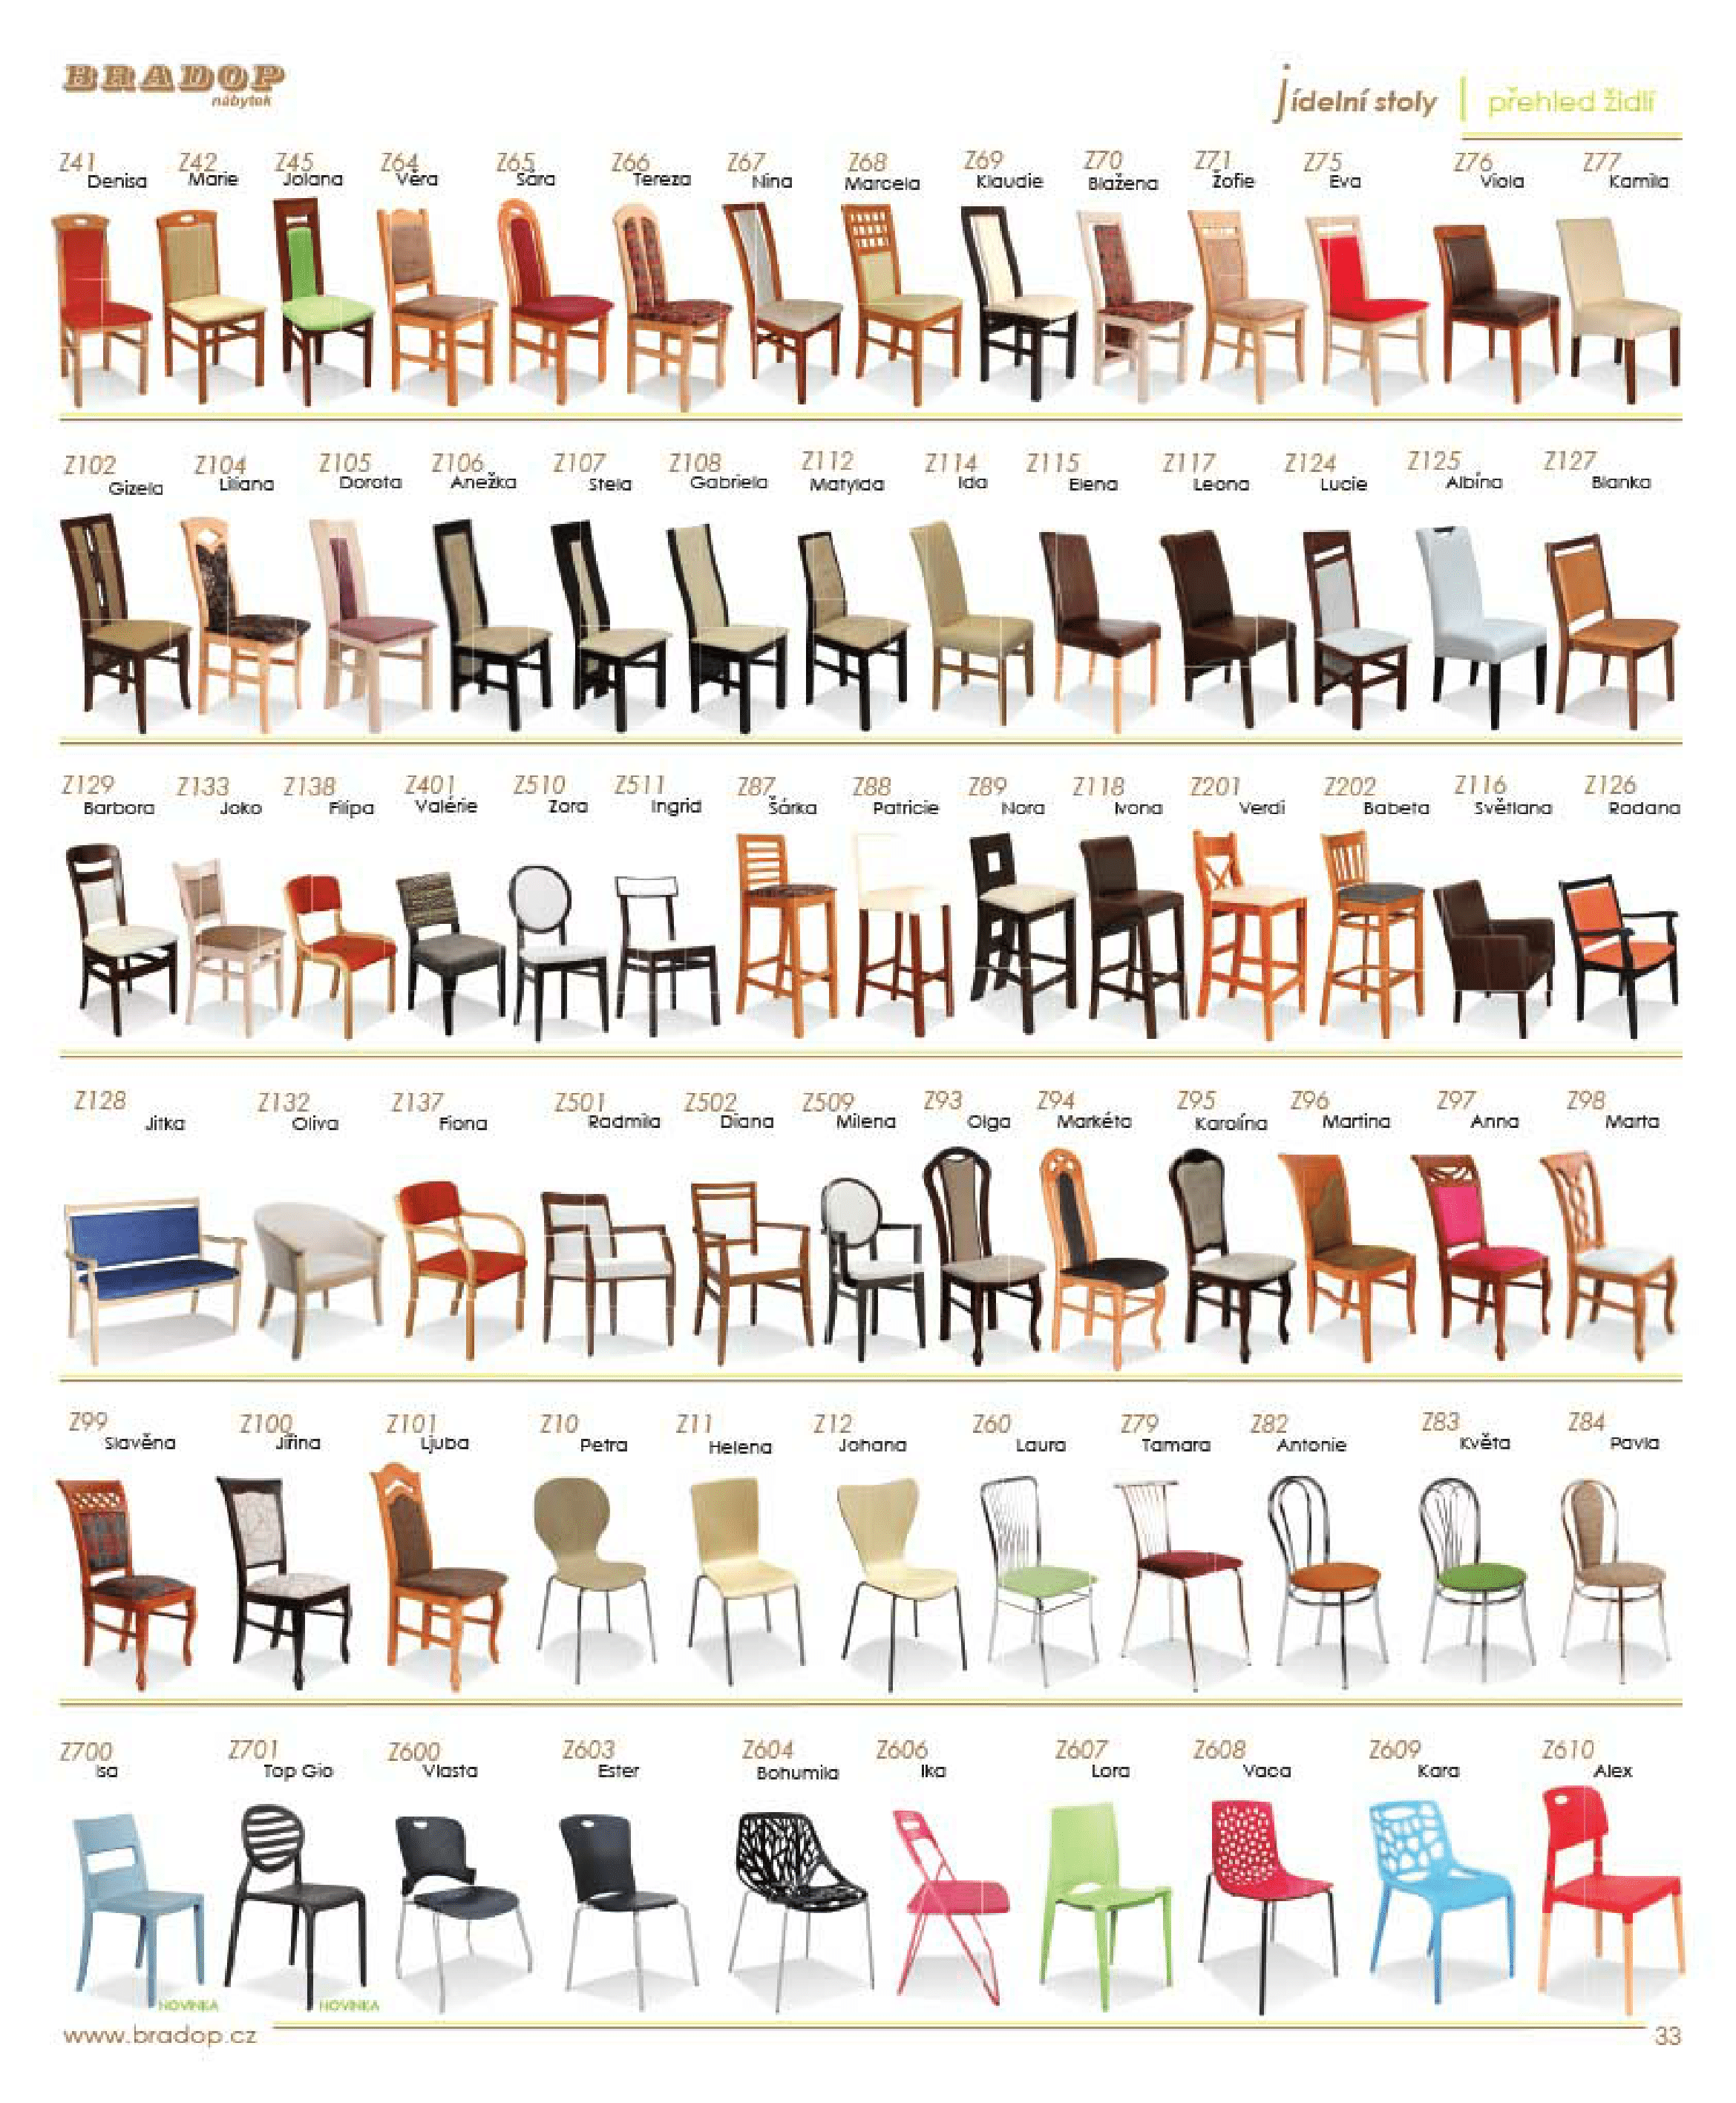 BRADOP
nábytek
jídelní stoly | přehled židlí
Z41 Z42 Z45 Z64 Z65 Z66 Z67 Z68 Z69 Z70 Z71 Z75 Z76 Z77
Denisa Marie Jolana Věra Sára Tereza Nina Marcela Klaudie Blažena Žofie Eva Viola Kamila
Z102 Z104 Z105 Z106 Z107 Z108 Z112 Z114 Z115 Z117 Z124 Z125 Z127
Gizela Liliana Dorota Anežka Stela Gabriela Matylda Ida Elena Leona Lucie Albína Blanka
Z129 Z133 Z138 Z401 Z510 Z511 Z87 Z88 Z89 Z118 Z201 Z202 Z116 Z126
Barbora Joko Filipa Valérie Zora Ingrid Šárka Patricie Nora Ivona Verdi Babeta Světlana Radana
Z128 Z132 Z137 Z501 Z502 Z509 Z93 Z94 Z95 Z96 Z97 Z98
Jitka Oliva Fiona Radmila Diana Milena Olga Markéta Karolína Martina Anna Marta
Z99 Z100 Z101 Z10 Z11 Z12 Z60 Z79 Z82 Z83 Z84
Slavěna Jiřina Ljuba Petra Helena Johana Laura Tamara Antonie Květa Pavla
Z700 Z701 Z600 Z603 Z604 Z606 Z607 Z608 Z609 Z610
Isa Top Gio Vlasta Ester Bohumila Ika Lora Vaca Kara Alex
NOVINKA NOVINKA
www.bradop.cz 33